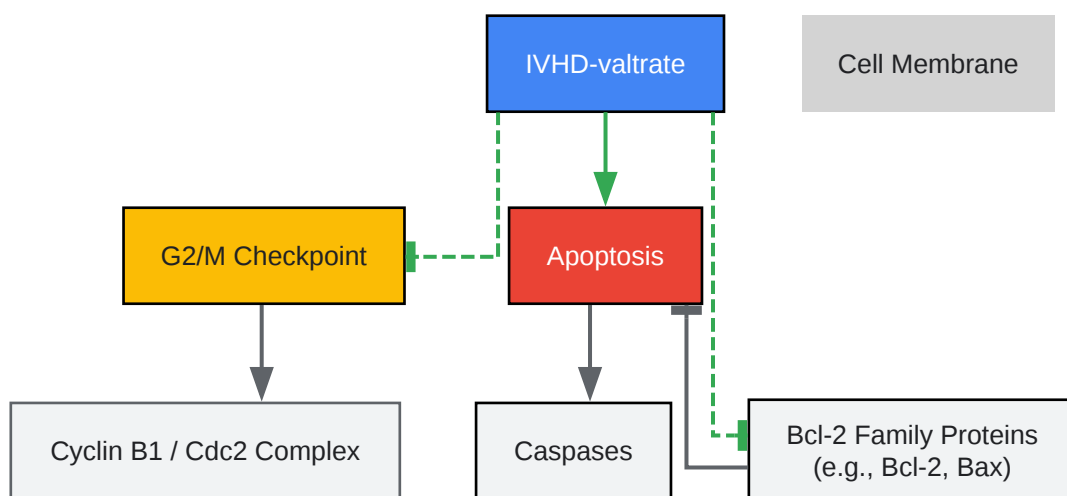 IVHD-valtrate
Cell Membrane
G2/M Checkpoint
Apoptosis
Cyclin B1 / Cdc2 Complex
Caspases
Bcl-2 Family Proteins
(e.g., Bcl-2, Bax)